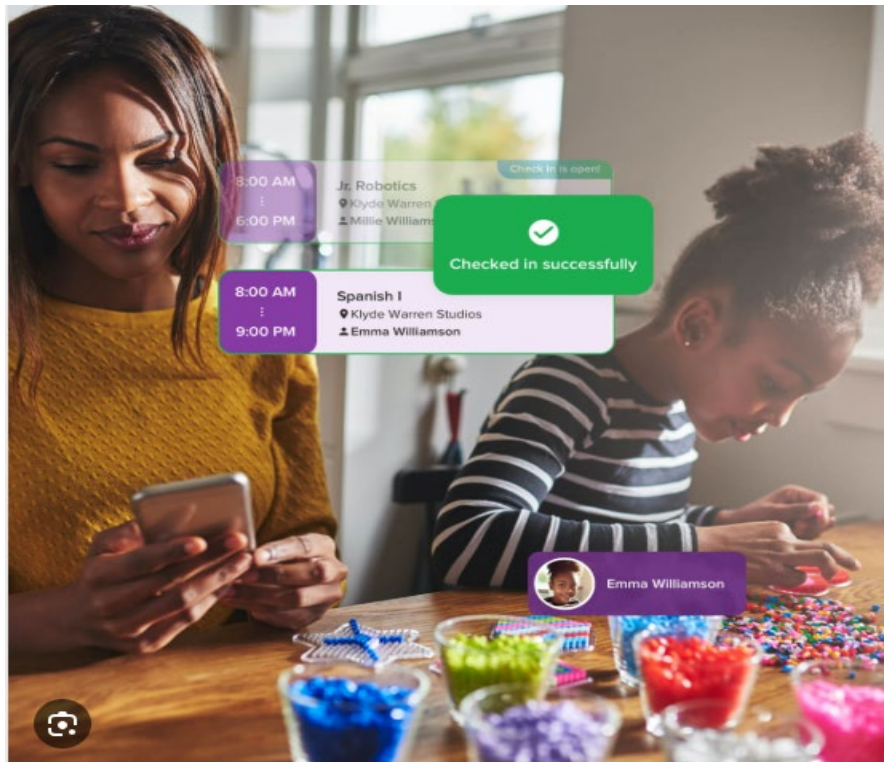 Check In is open!
8:00 AM
6:00 PM
Jr. Robotics
Klyde Warren
Millie
Checked in successfully
8:00 AM
9:00 PM
Spanish I
Klyde Warren Studios
Emma Williamson
Emma Williamson